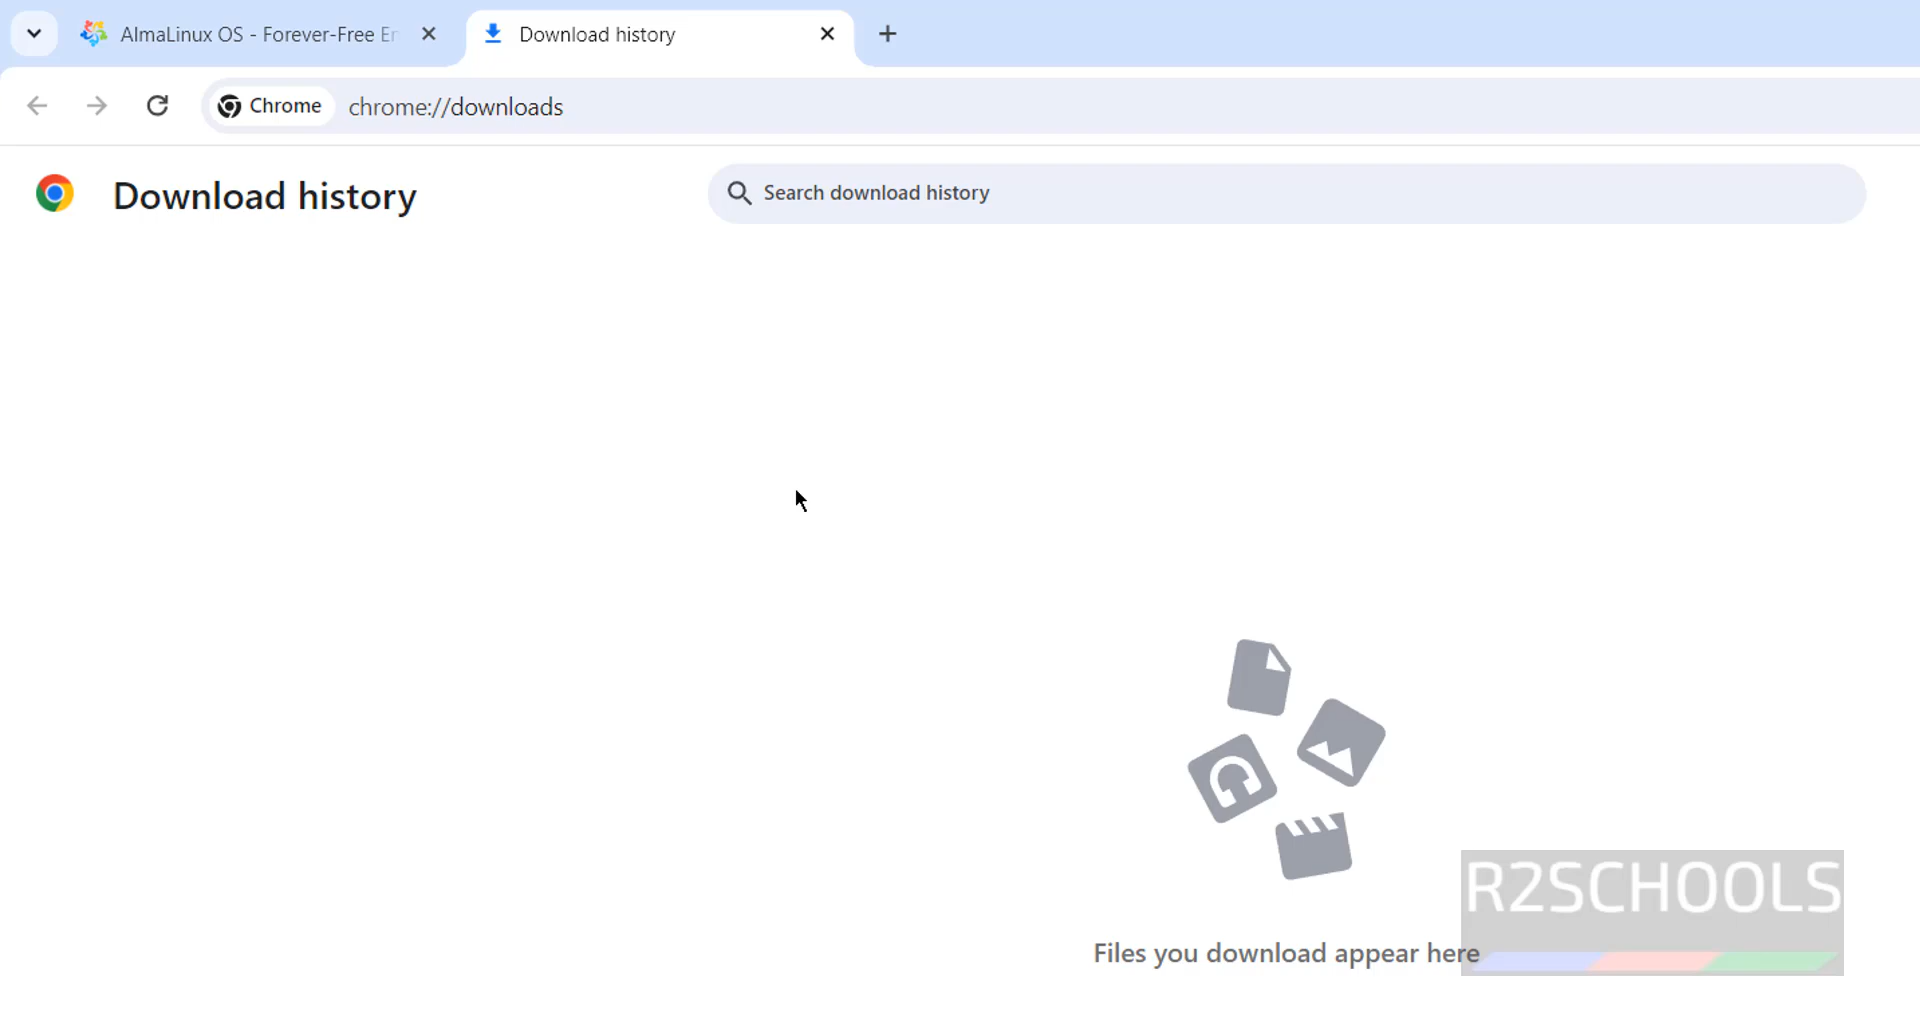 AlmaLinux OS - Forever-Free Er
Download history
Chrome
chrome://downloads
Download history
Search download history
Files you download appear here
R2SCHOOLS